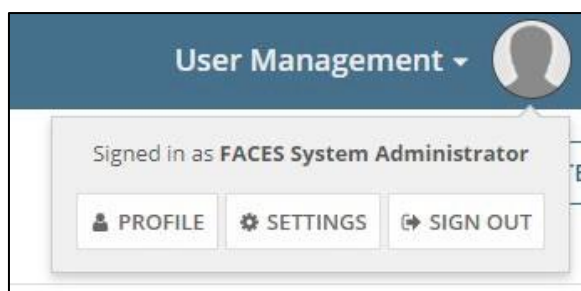 User Management
Signed in as FACES System Administrator
PROFILE
SETTINGS
SIGN OUT